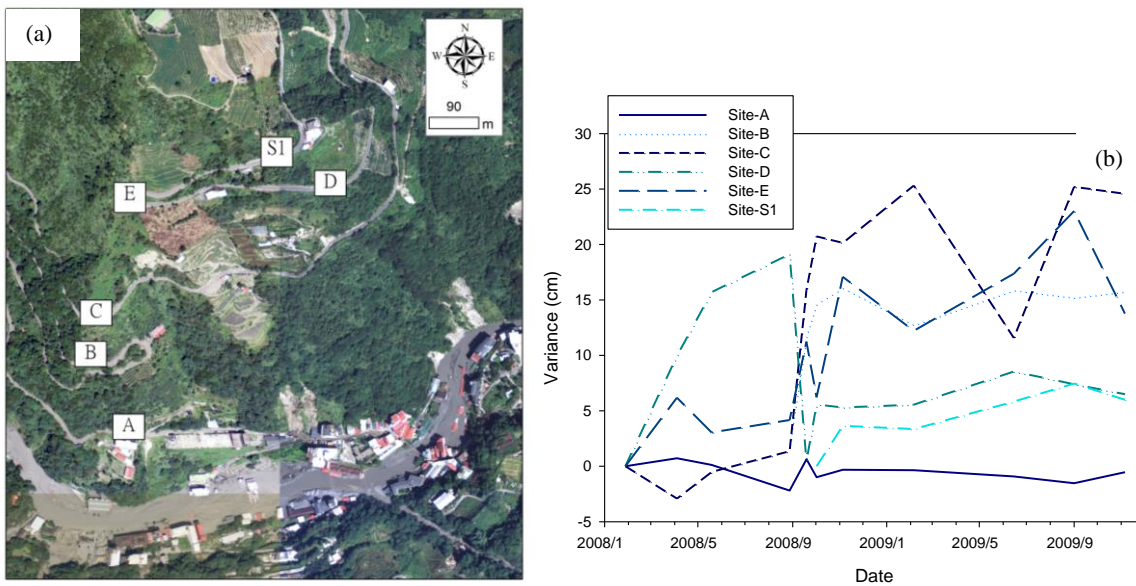 (a)
N
W E
S
90
m
S1
E
D
C
B
A
Site-A
Site-B
Site-C
Site-D
Site-E
Site-S1
(b)
Variance (cm)
30
25
20
15
10
5
0
-5
2008/1 2008/5 2008/9 2009/1 2009/5 2009/9
Date